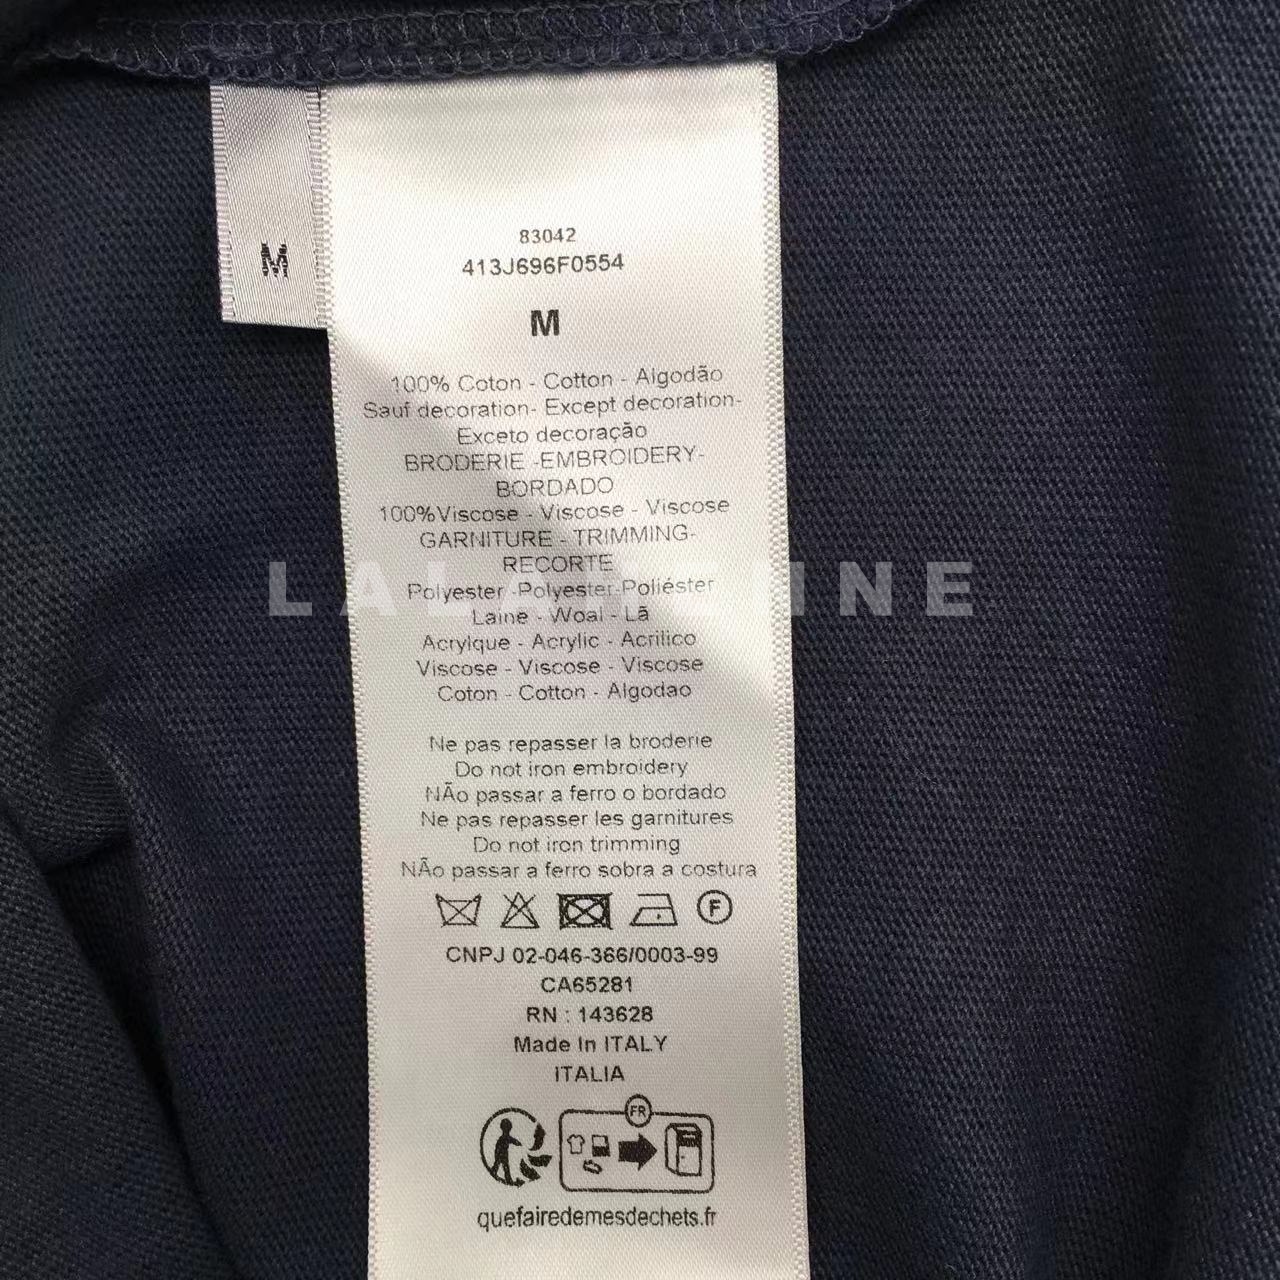 M
83042
413J696F0554
M
100% Coton - Cotton - Algodão
Sauf decoration- Except decoration-
Exceto decoração
BRODERIE -EMBROIDERY-
BORDADO
100%Viscose - Viscose - Viscose
GARNITURE - TRIMMING-
RECORTE
Polyester -Polyester-Poliéster
Laine - Woal - Lã
Acrylque - Acrylic - Acrilico
Viscose - Viscose - Viscose
Coton - Cotton - Algodao
Ne pas repasser la broderie
Do not iron embroidery
NÃo passar a ferro o bordado
Ne pas repasser les garnitures
Do not iron trimming
NÃo passar a ferro sobra a costura
F
CNPJ 02-046-366/0003-99
CA65281
RN : 143628
Made In ITALY
ITALIA
FR
quefairedemesdechets.fr